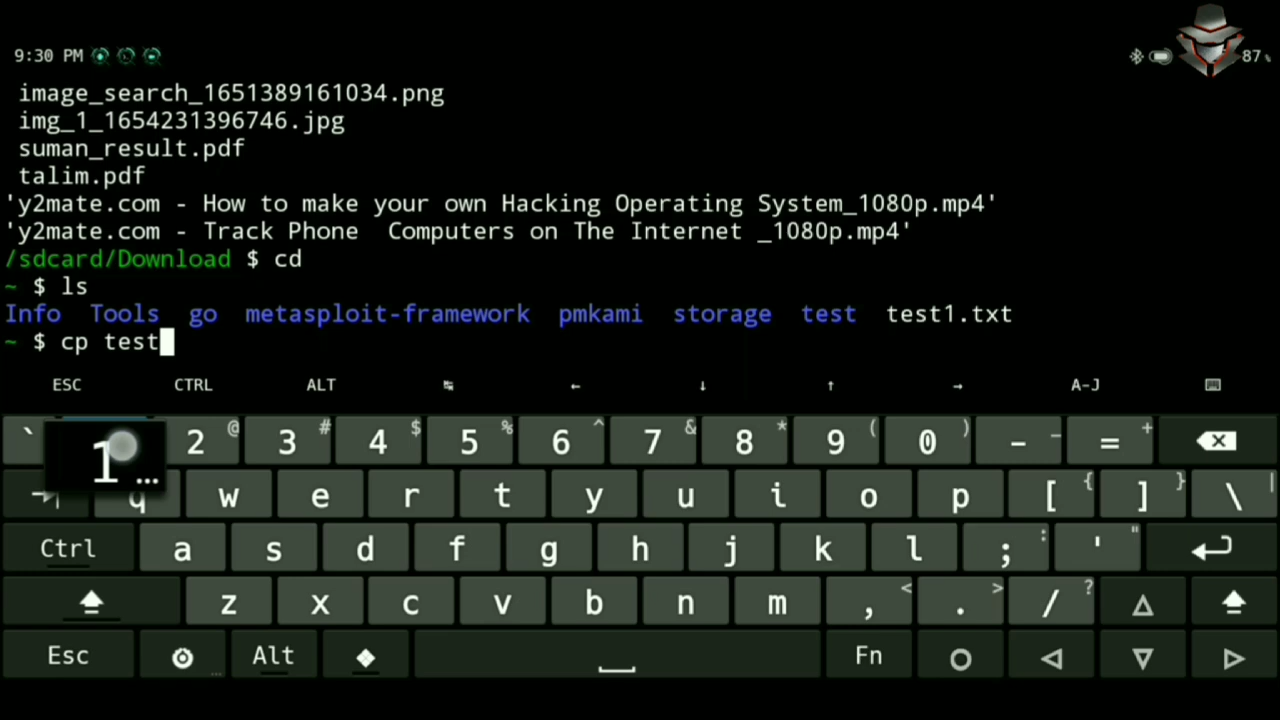 9:30 PM 87%
image_search_1651389161034.png
img_1_1654231396746.jpg
suman_result.pdf
talim.pdf
'y2mate.com - How to make your own Hacking Operating System_1080p.mp4'
'y2mate.com - Track Phone  Computers on The Internet _1080p.mp4'
/sdcard/Download $ cd
~ $ ls
Info  Tools  go  metasploit-framework  pmkami  storage  test  test1.txt
~ $ cp test
ESC CTRL ALT ↹ ← ↓ ↑ → A-J
` 1... 2 @ 3 # 4 $ 5 % 6 ^ 7 & 8 * 9 ( 0 ) - _ = +
q w e r t y u i o p [ { ] } \ |
Ctrl a s d f g h j k l ; : ' "
z x c v b n m , < . > / ?
Esc ... Alt Fn